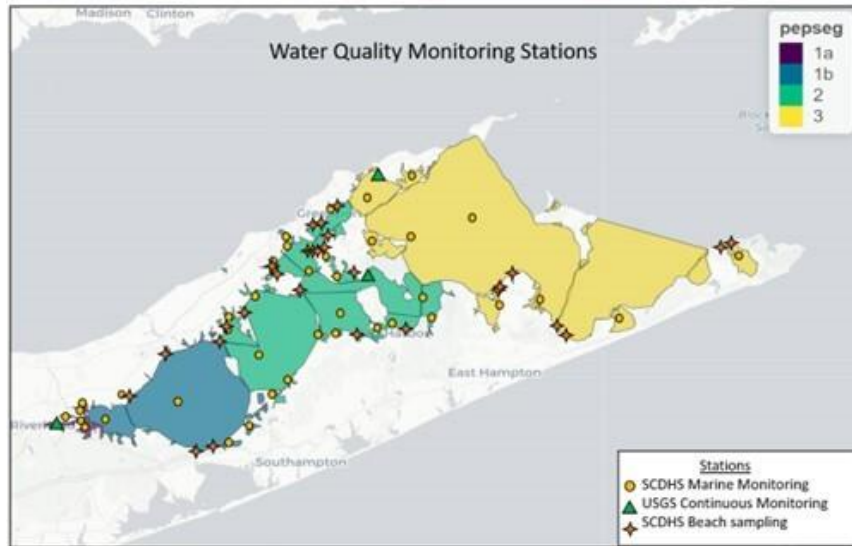 Madison Clinton
pepseg
1a
1b
2
3
Water Quality Monitoring Stations
East Hampton
Southampton
Stations
SCDHS Marine Monitoring
USGS Continuous Monitoring
SCDHS Beach sampling